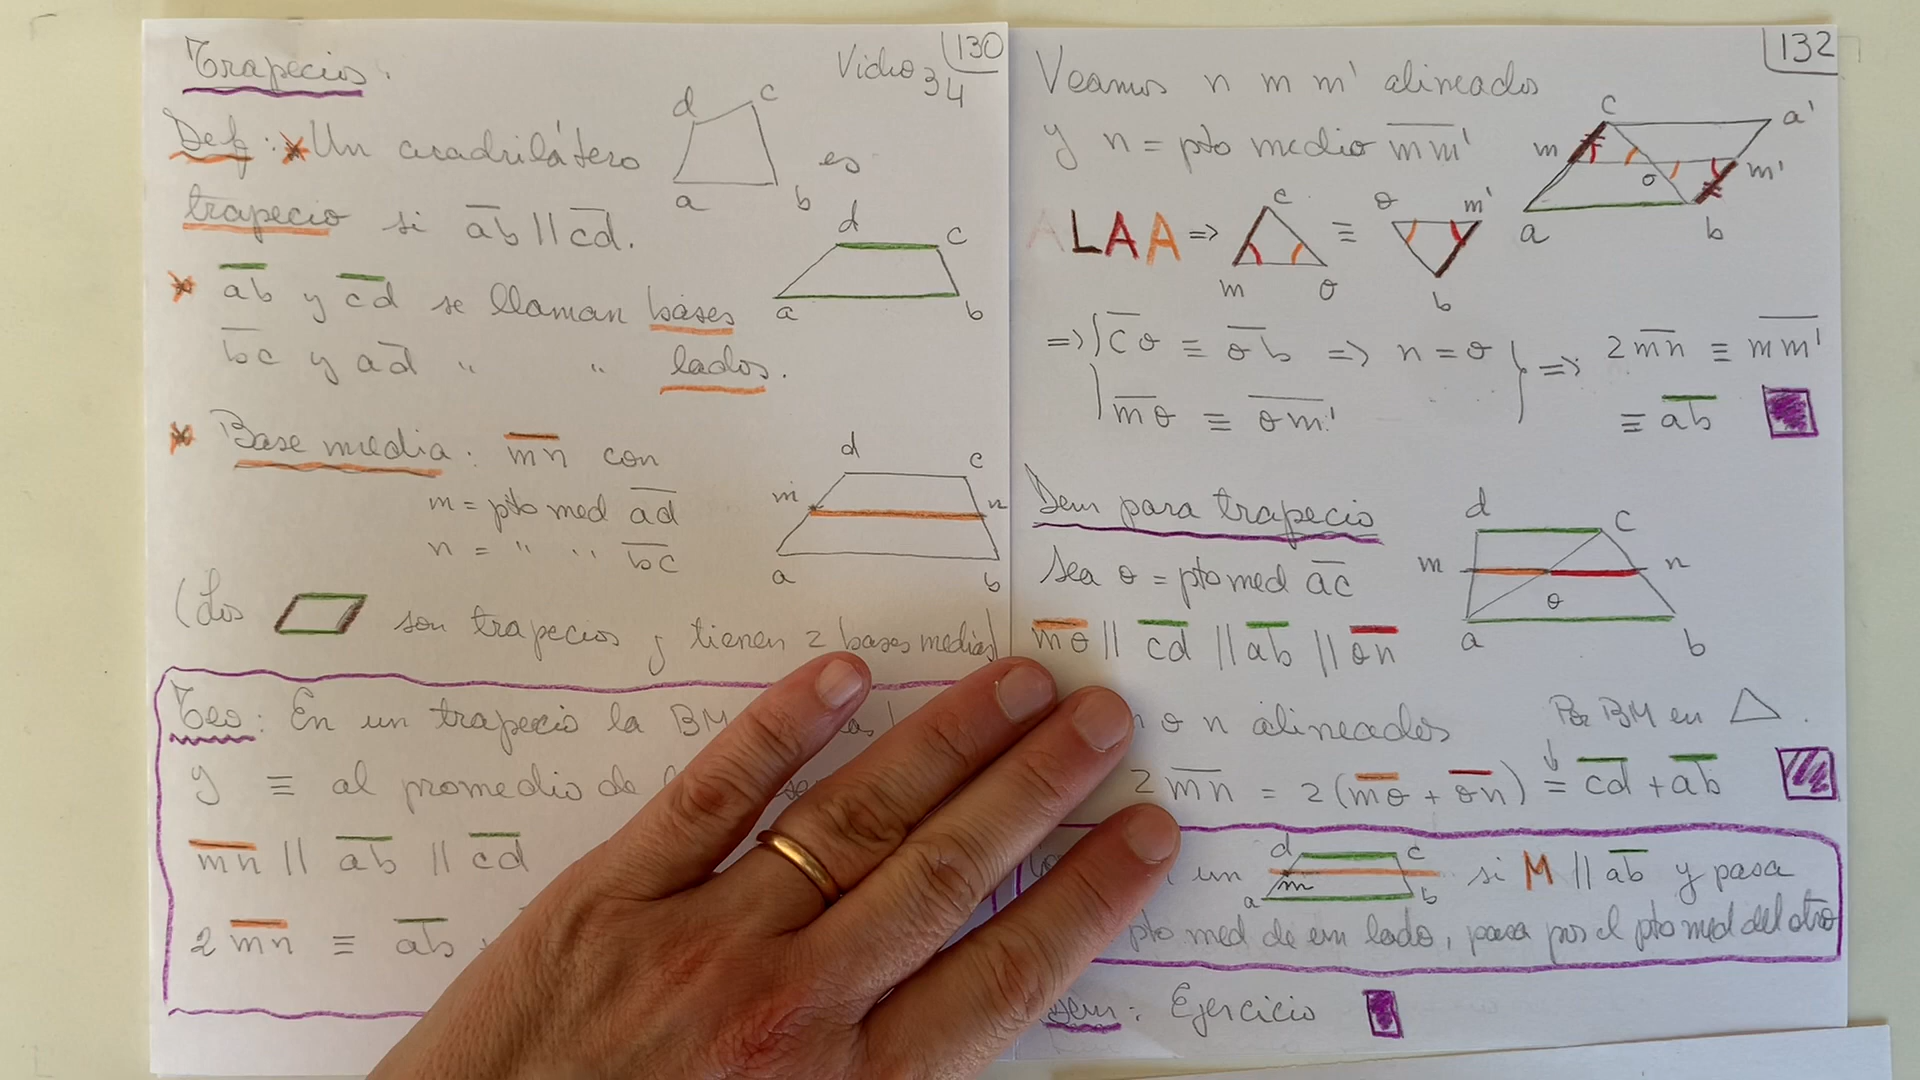 Trapecios.
Video 34
130
Def: * Un cuadrilátero
d c
a b
es
trapecio si ab || cd.
d c
a b
* ab y cd se llaman bases
bc y ad " " lados.
* Base media: mn con
m = pto med ad
n = " " bc
d c
m n
a b
(Los son trapecios y tienen 2 bases medias)
Teo: En un trapecio la BM
y ≡ al promedio de
mn || ab || cd
2 mn ≡ ab
132
Veamos n m m' alineados
y n = pto medio mm'
c a'
m o m'
a b
ALAA => ≡
c
m o
o m'
b
=> co ≡ ob => n = o
mo ≡ om'
} => 2mn ≡ mm'
≡ ab
Dem para trapecio
d c
m n
o
a b
Sea o = pto med ac
mo || cd || ab || on
o n alineados
Por BM en △.
2 mn = 2(mo + on) = cd + ab
un
d c
m
a b
si M || ab y pasa
pto med de un lado, pasa por el pto med del otro
Dem: Ejercicio